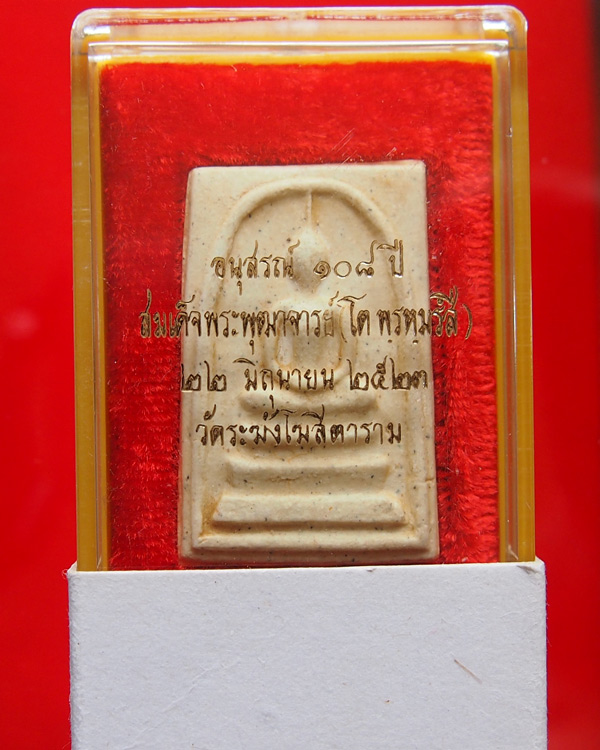 อนุสรณ์ ๑๐๘ ปี
สมเด็จพระพุฒาจารย์ (โต พรหมรังสี)
๒๒ มิถุนายน ๒๕๒๓
วัดระฆังโฆสิตาราม